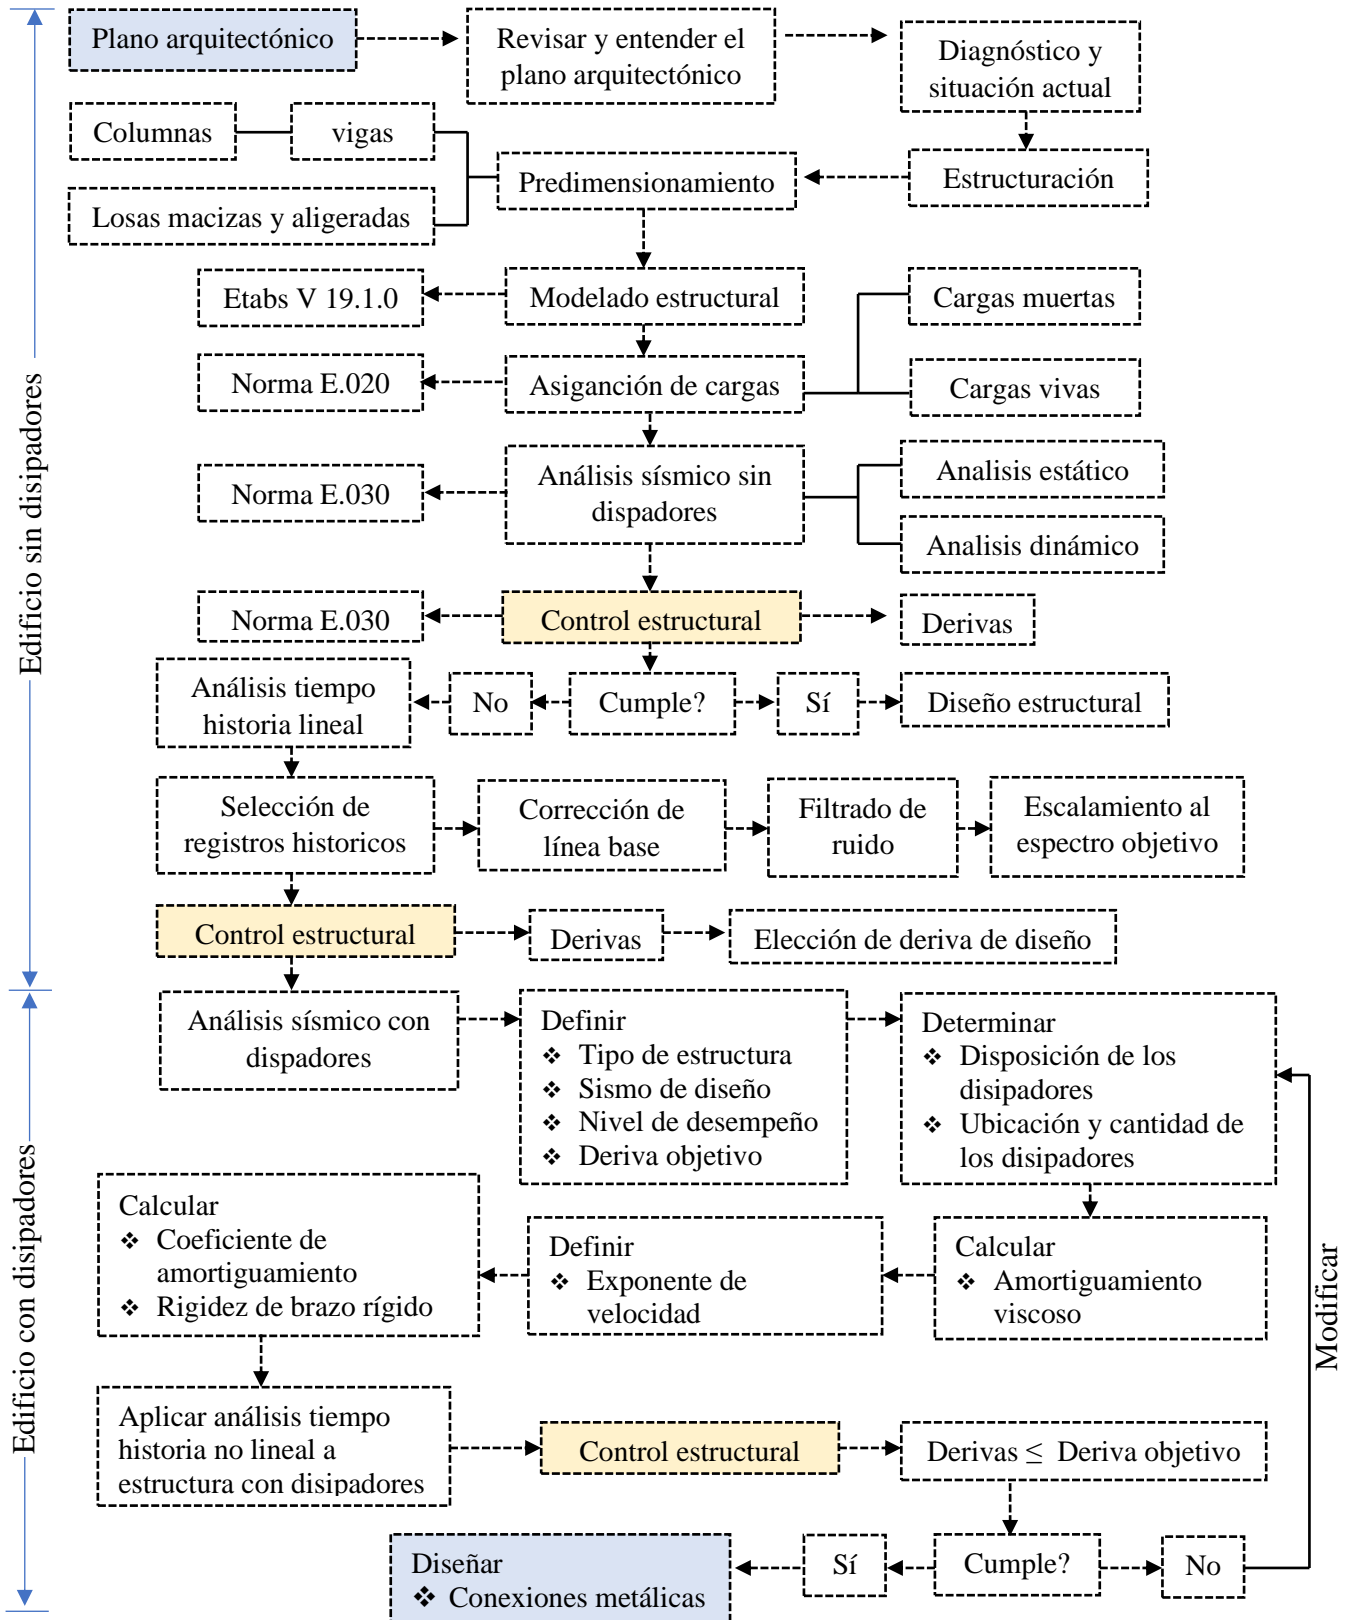 Plano arquitectónico
Revisar y entender el
plano arquitectónico
Diagnóstico y
situación actual
Columnas
vigas
Predimensionamiento
Estructuración
Losas macizas y aligeradas
Etabs V 19.1.0
Modelado estructural
Cargas muertas
Norma E.020
Asiganción de cargas
Cargas vivas
Norma E.030
Análisis sísmico sin
dispadores
Analisis estático
Analisis dinámico
Norma E.030
Control estructural
Derivas
Análisis tiempo
historia lineal
No
Cumple?
Sí
Diseño estructural
Selección de
registros historicos
Corrección de
línea base
Filtrado de
ruido
Escalamiento al
espectro objetivo
Control estructural
Derivas
Elección de deriva de diseño
Edificio sin disipadores
Análisis sísmico con
dispadores
Definir
❖ Tipo de estructura
❖ Sismo de diseño
❖ Nivel de desempeño
❖ Deriva objetivo
Determinar
❖ Disposición de los
disipadores
❖ Ubicación y cantidad de
los disipadores
Calcular
❖ Coeficiente de
amortiguamiento
❖ Rigidez de brazo rígido
Definir
❖ Exponente de
velocidad
Calcular
❖ Amortiguamiento
viscoso
Modificar
Aplicar análisis tiempo
historia no lineal a
estructura con disipadores
Control estructural
Derivas ≤ Deriva objetivo
Diseñar
❖ Conexiones metálicas
Sí
Cumple?
No
Edificio con disipadores